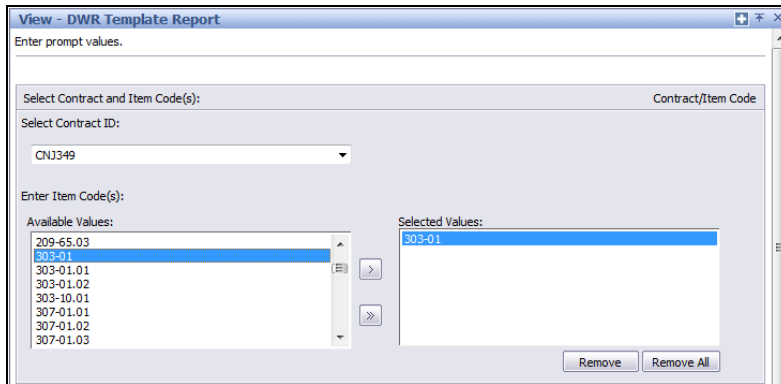 View - DWR Template Report
Enter prompt values.
Select Contract and Item Code(s): Contract/Item Code
Select Contract ID:
CNJ349
Enter Item Code(s):
Available Values: Selected Values:
209-65.03
303-01 303-01
303-01.01
303-01.02
303-10.01
307-01.01
307-01.02
307-01.03
Remove Remove All